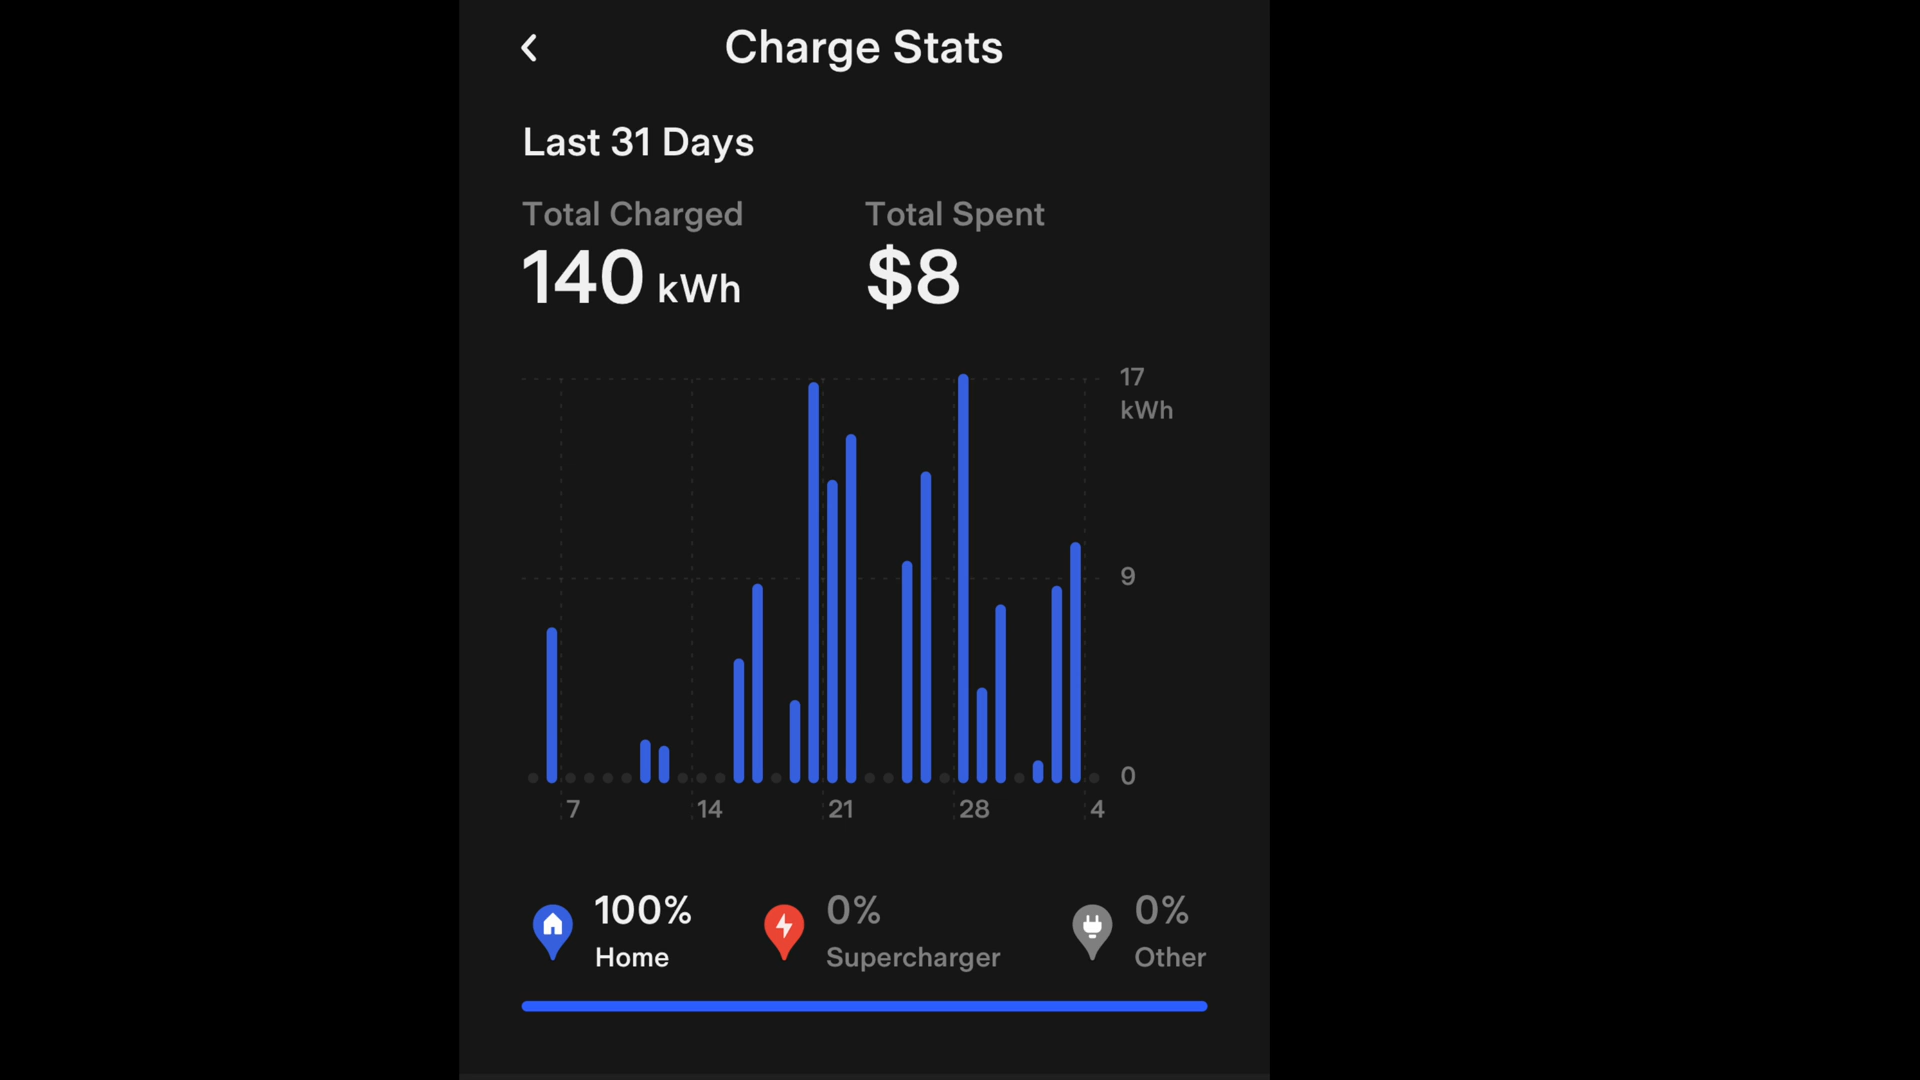 Charge Stats
Last 31 Days
Total Charged Total Spent
140 kWh $8
17
kWh
9
0
7 14 21 28 4
100% 0% 0%
Home Supercharger Other